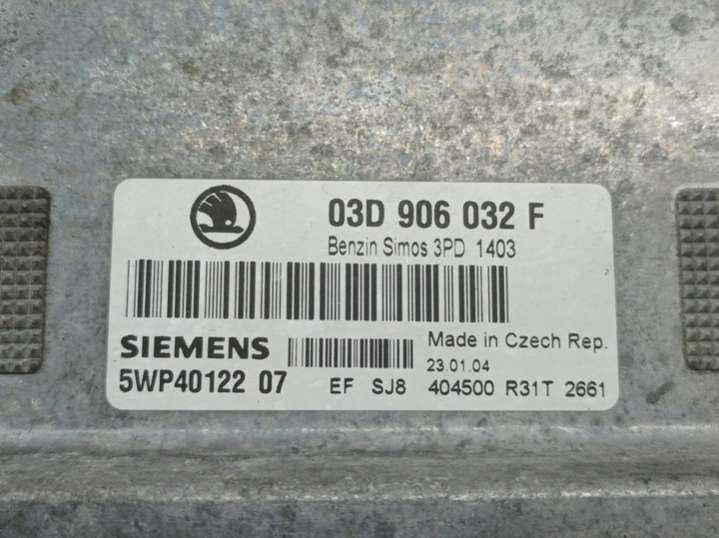 03D 906 032 F
Benzin Simos 3PD 1403
SIEMENS
Made in Czech Rep.
23.01.04
5WP40122 07
EF SJ8 404500 R31T 2661